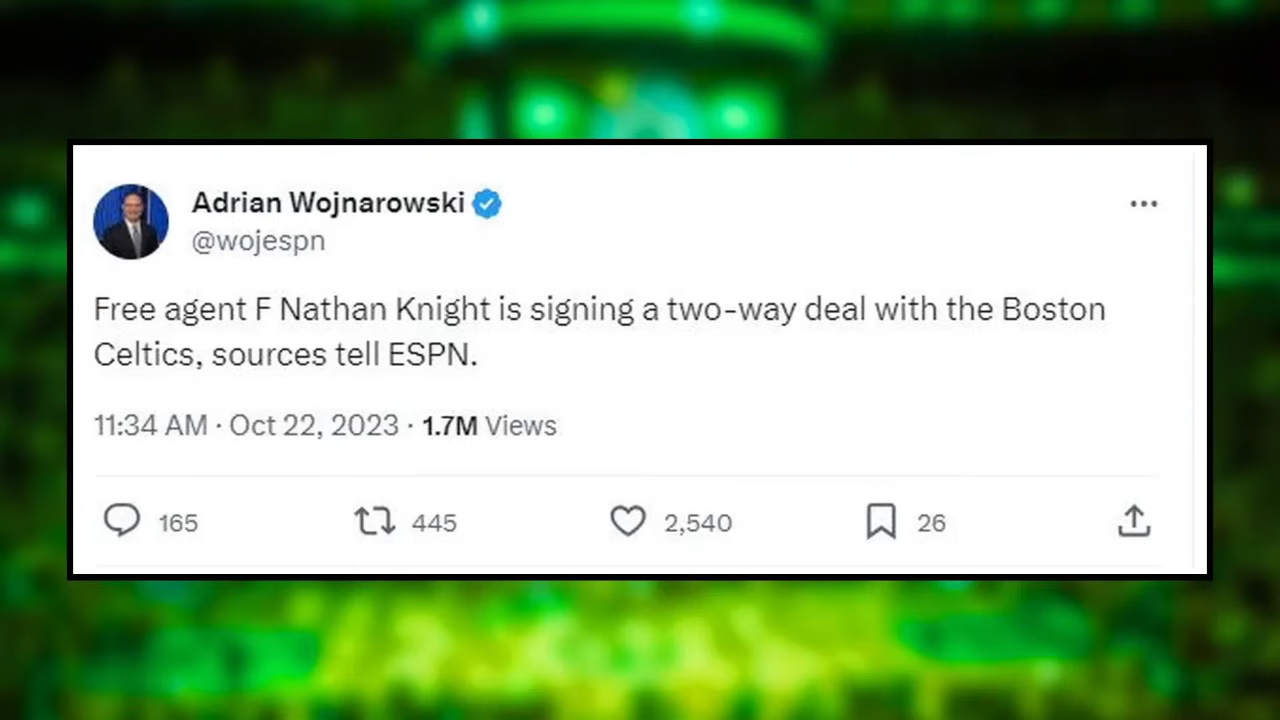 Adrian Wojnarowski
@wojespn
Free agent F Nathan Knight is signing a two-way deal with the Boston
Celtics, sources tell ESPN.
11:34 AM · Oct 22, 2023 · 1.7M Views
165 445 2,540 26